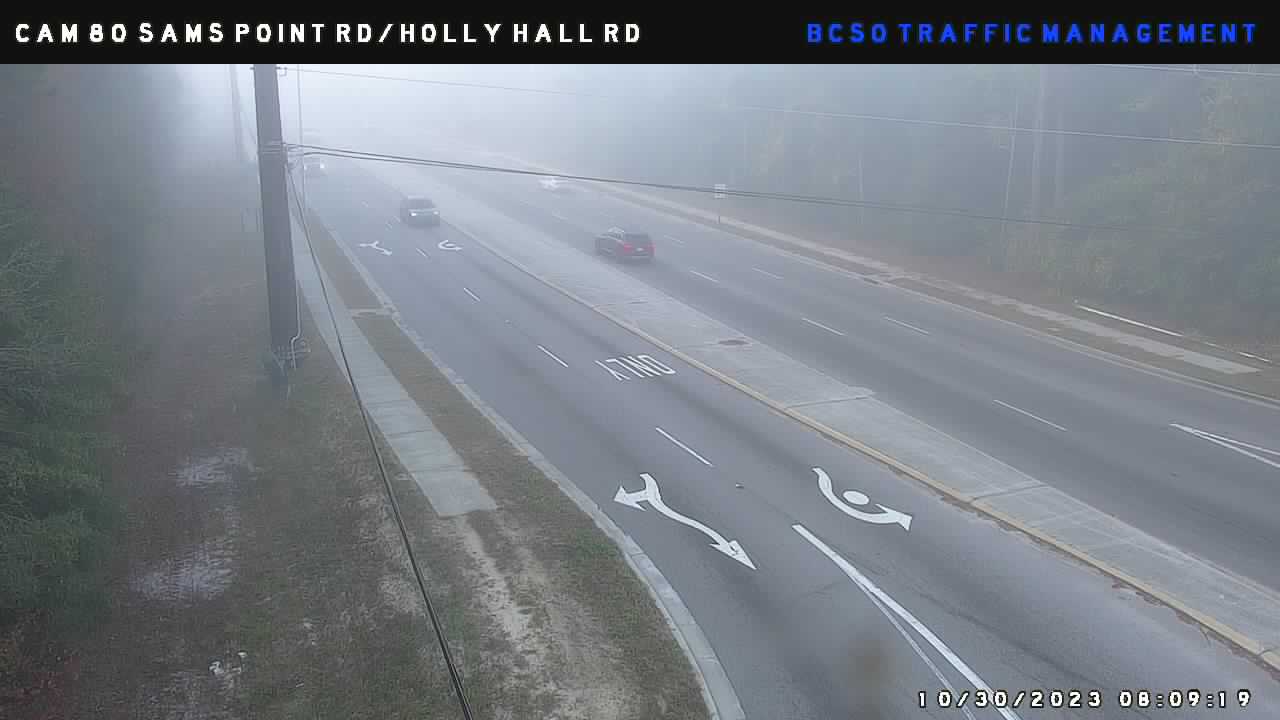 CAM 80 SAMS POINT RD/HOLLY HALL RD
BCSO TRAFFIC MANAGEMENT
ONLY
10/30/2023 08:09:19